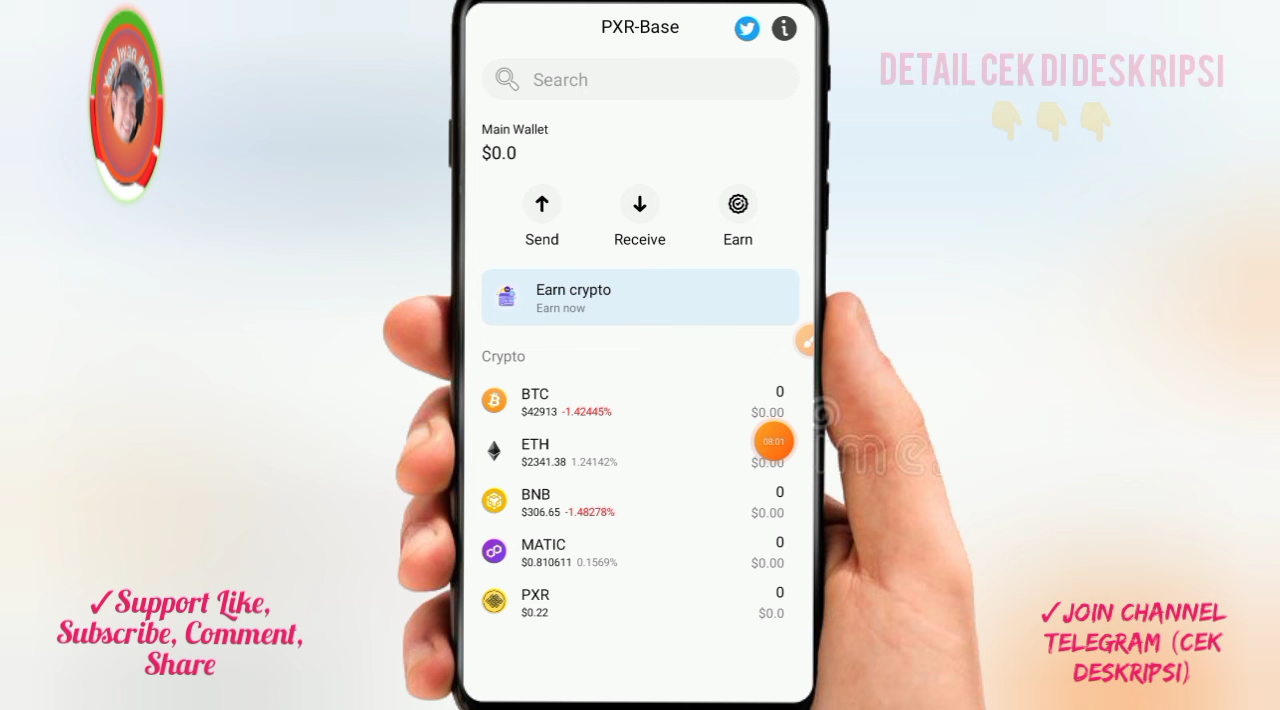 PXR-Base
DETAIL CEK DI DESKRIPSI
Search
Main Wallet
$0.0
Send
Receive
Earn
Earn crypto
Earn now
Crypto
BTC
0
$42913 -1.42445%
$0.00
08:01
ETH
$2341.38 1.24142%
$0.00
BNB
0
$306.65 -1.48278%
$0.00
MATIC
0
$0.810611 0.1569%
$0.00
PXR
0
$0.22
$0.0
✓Support Like,
Subscribe, Comment,
Share
✓JOIN CHANNEL
TELEGRAM (CEK
DESKRIPSI)